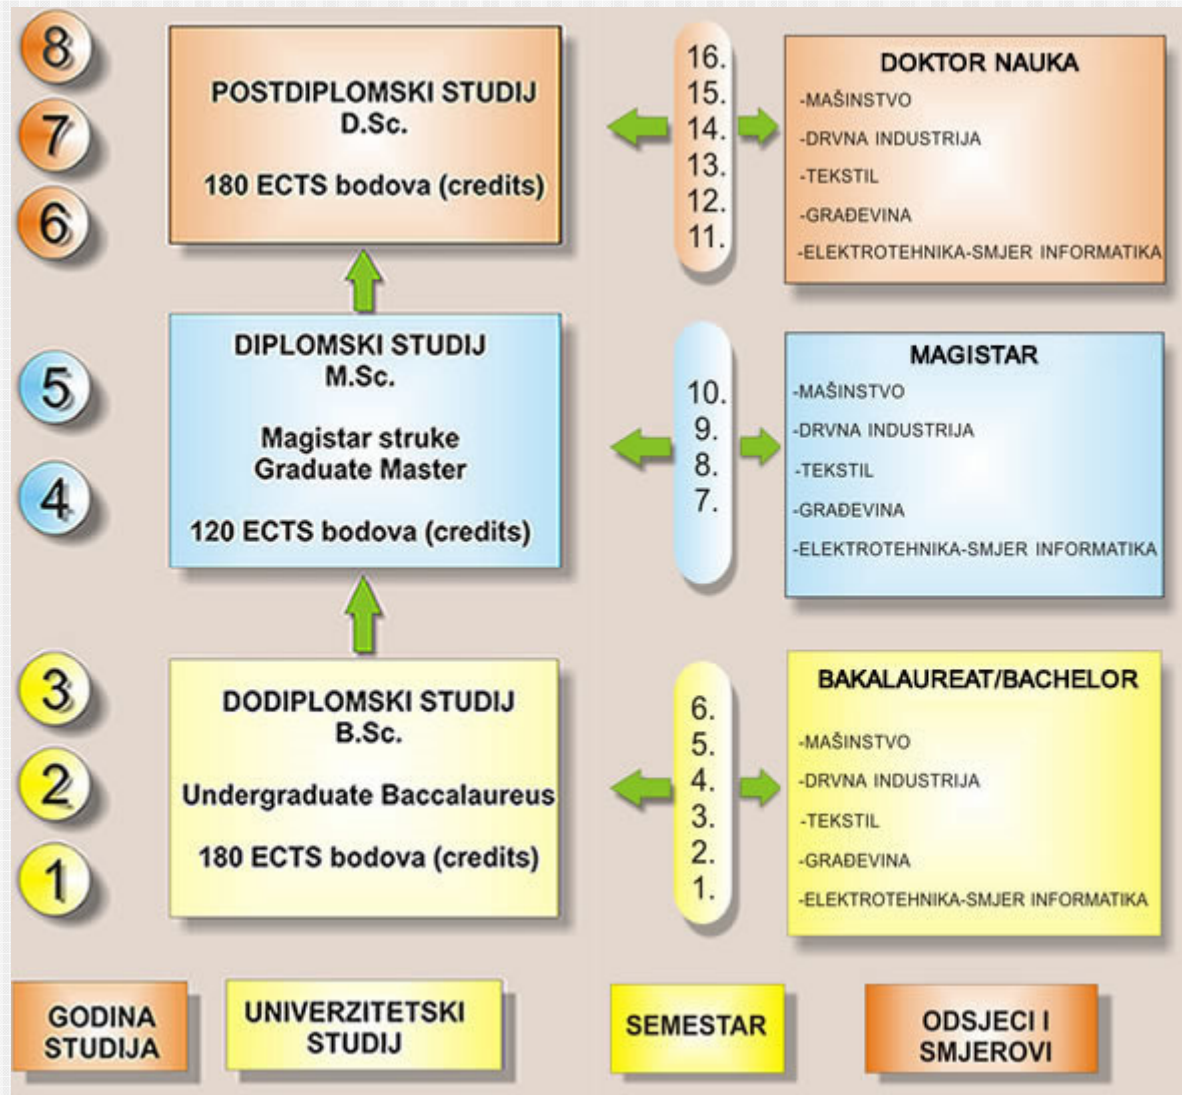 8
7
6
POSTDIPLOMSKI STUDIJ
D.Sc.
180 ECTS bodova (credits)
16.
15.
14.
13.
12.
11.
DOKTOR NAUKA
-MAŠINSTVO
-DRVNA INDUSTRIJA
-TEKSTIL
-GRAĐEVINA
-ELEKTROTEHNIKA-SMJER INFORMATIKA
5
4
DIPLOMSKI STUDIJ
M.Sc.
Magistar struke
Graduate Master
120 ECTS bodova (credits)
10.
9.
8.
7.
MAGISTAR
-MAŠINSTVO
-DRVNA INDUSTRIJA
-TEKSTIL
-GRAĐEVINA
-ELEKTROTEHNIKA-SMJER INFORMATIKA
3
2
1
DODIPLOMSKI STUDIJ
B.Sc.
Undergraduate Baccalaureus
180 ECTS bodova (credits)
6.
5.
4.
3.
2.
1.
BAKALAUREAT/BACHELOR
-MAŠINSTVO
-DRVNA INDUSTRIJA
-TEKSTIL
-GRAĐEVINA
-ELEKTROTEHNIKA-SMJER INFORMATIKA
GODINA
STUDIJA
UNIVERZITETSKI
STUDIJ
SEMESTAR
ODSJECI I
SMJEROVI